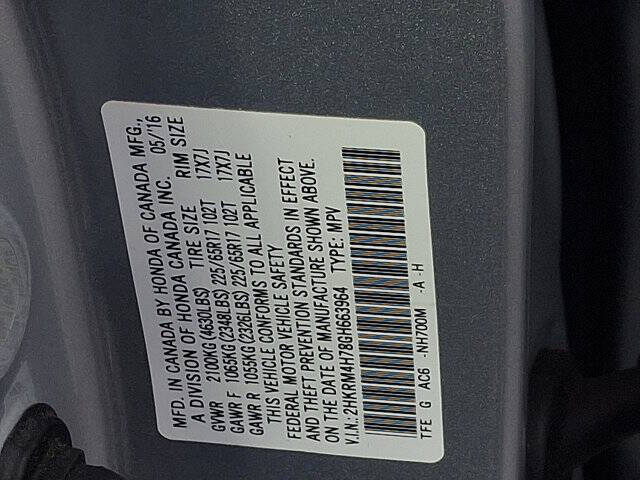 MFD. IN CANADA BY HONDA OF CANADA MFG.,
A DIVISION OF HONDA CANADA INC. 05/'16
TIRE SIZE RIM SIZE
GVWR 2100KG(4630LBS)
GAWR F 1065KG(2348LBS) 225/65R17 102T 17X7J
GAWR R 1055KG(2326LBS) 225/65R17 102T 17X7J
THIS VEHICLE CONFORMS TO ALL APPLICABLE
FEDERAL MOTOR VEHICLE SAFETY
AND THEFT PREVENTION STANDARDS IN EFFECT
ON THE DATE OF MANUFACTURE SHOWN ABOVE.
V.I.N.: 2HKRM4H78GH663964 TYPE: MPV
TFE G AC6 -NH700M -A -H